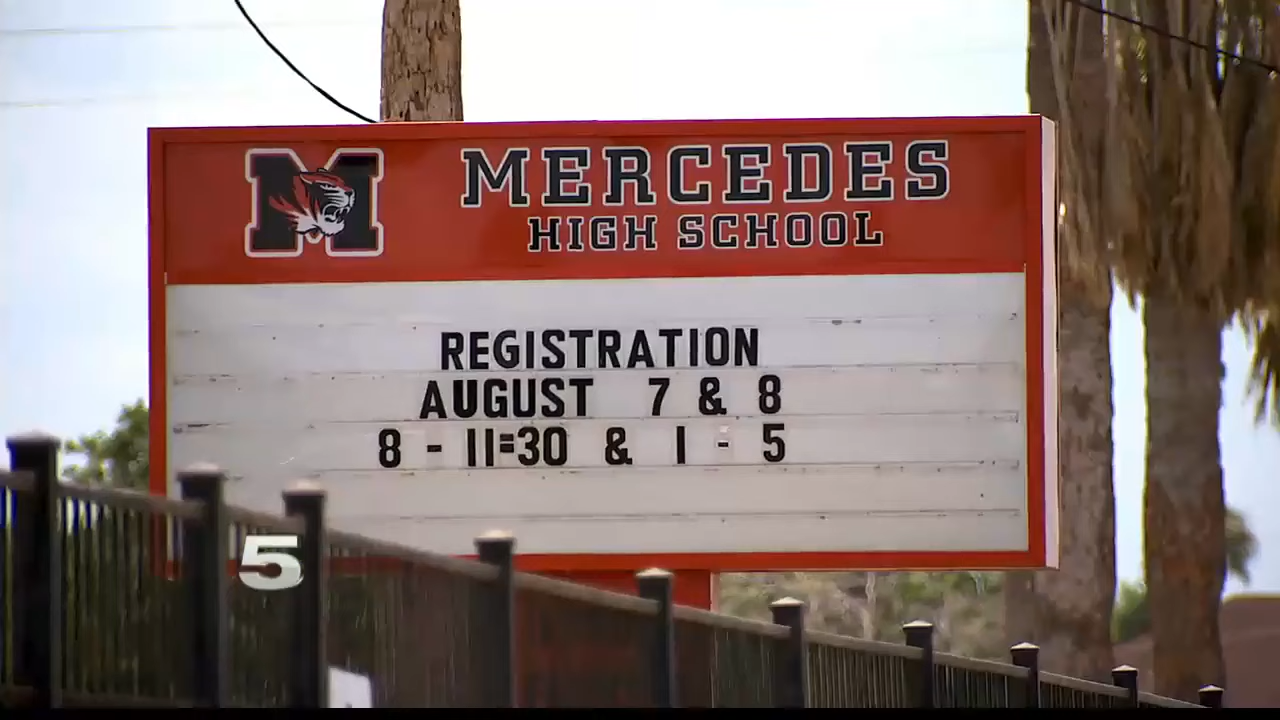 M MERCEDES
HIGH SCHOOL
REGISTRATION
AUGUST 7 & 8
8 - 11:30 & 1 - 5
5